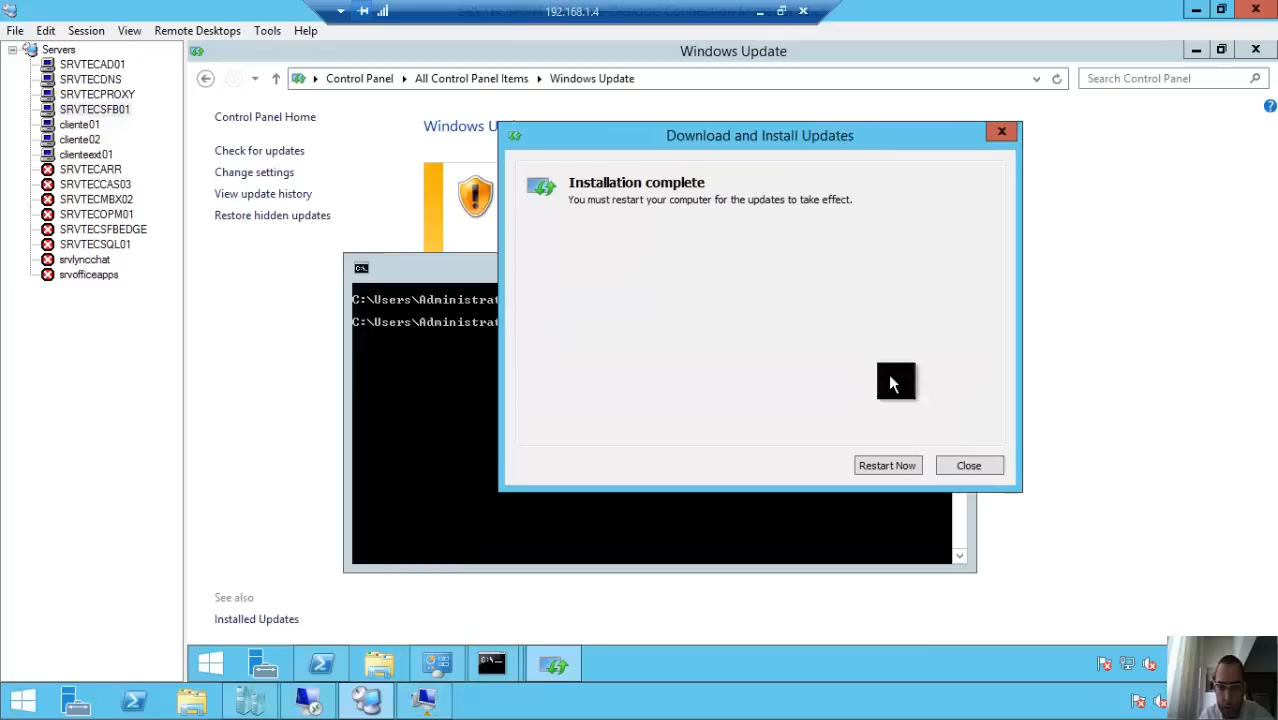 192.168.1.4
File Edit Session View Remote Desktops Tools Help
Servers
SRVTECAD01
SRVTECDNS
SRVTECPROXY
SRVTECSFB01
cliente01
cliente02
clienteext01
SRVTECARR
SRVTECCAS03
SRVTECMBX02
SRVTECOPM01
SRVTECSFBEDGE
SRVTECSQL01
srvlyncchat
srvofficeapps
Windows Update
Control Panel All Control Panel Items Windows Update
Search Control Panel
Control Panel Home
Check for updates
Change settings
View update history
Restore hidden updates
See also
Installed Updates
Windows U
Download and Install Updates
Installation complete
You must restart your computer for the updates to take effect.
Restart Now Close
C:\Users\Administrat
C:\Users\Administrat